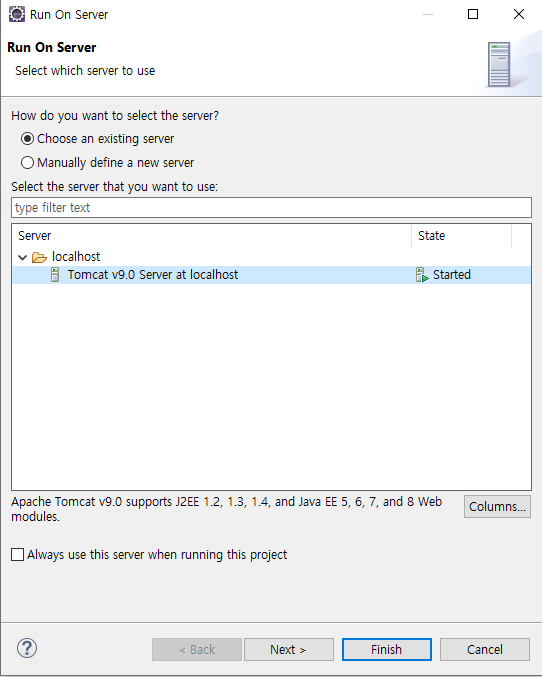 Run On Server
Run On Server
Select which server to use
How do you want to select the server?
Choose an existing server
Manually define a new server
Select the server that you want to use:
type filter text
Server State
localhost
Tomcat v9.0 Server at localhost Started
Apache Tomcat v9.0 supports J2EE 1.2, 1.3, 1.4, and Java EE 5, 6, 7, and 8 Web
modules.
Columns...
Always use this server when running this project
? < Back Next > Finish Cancel